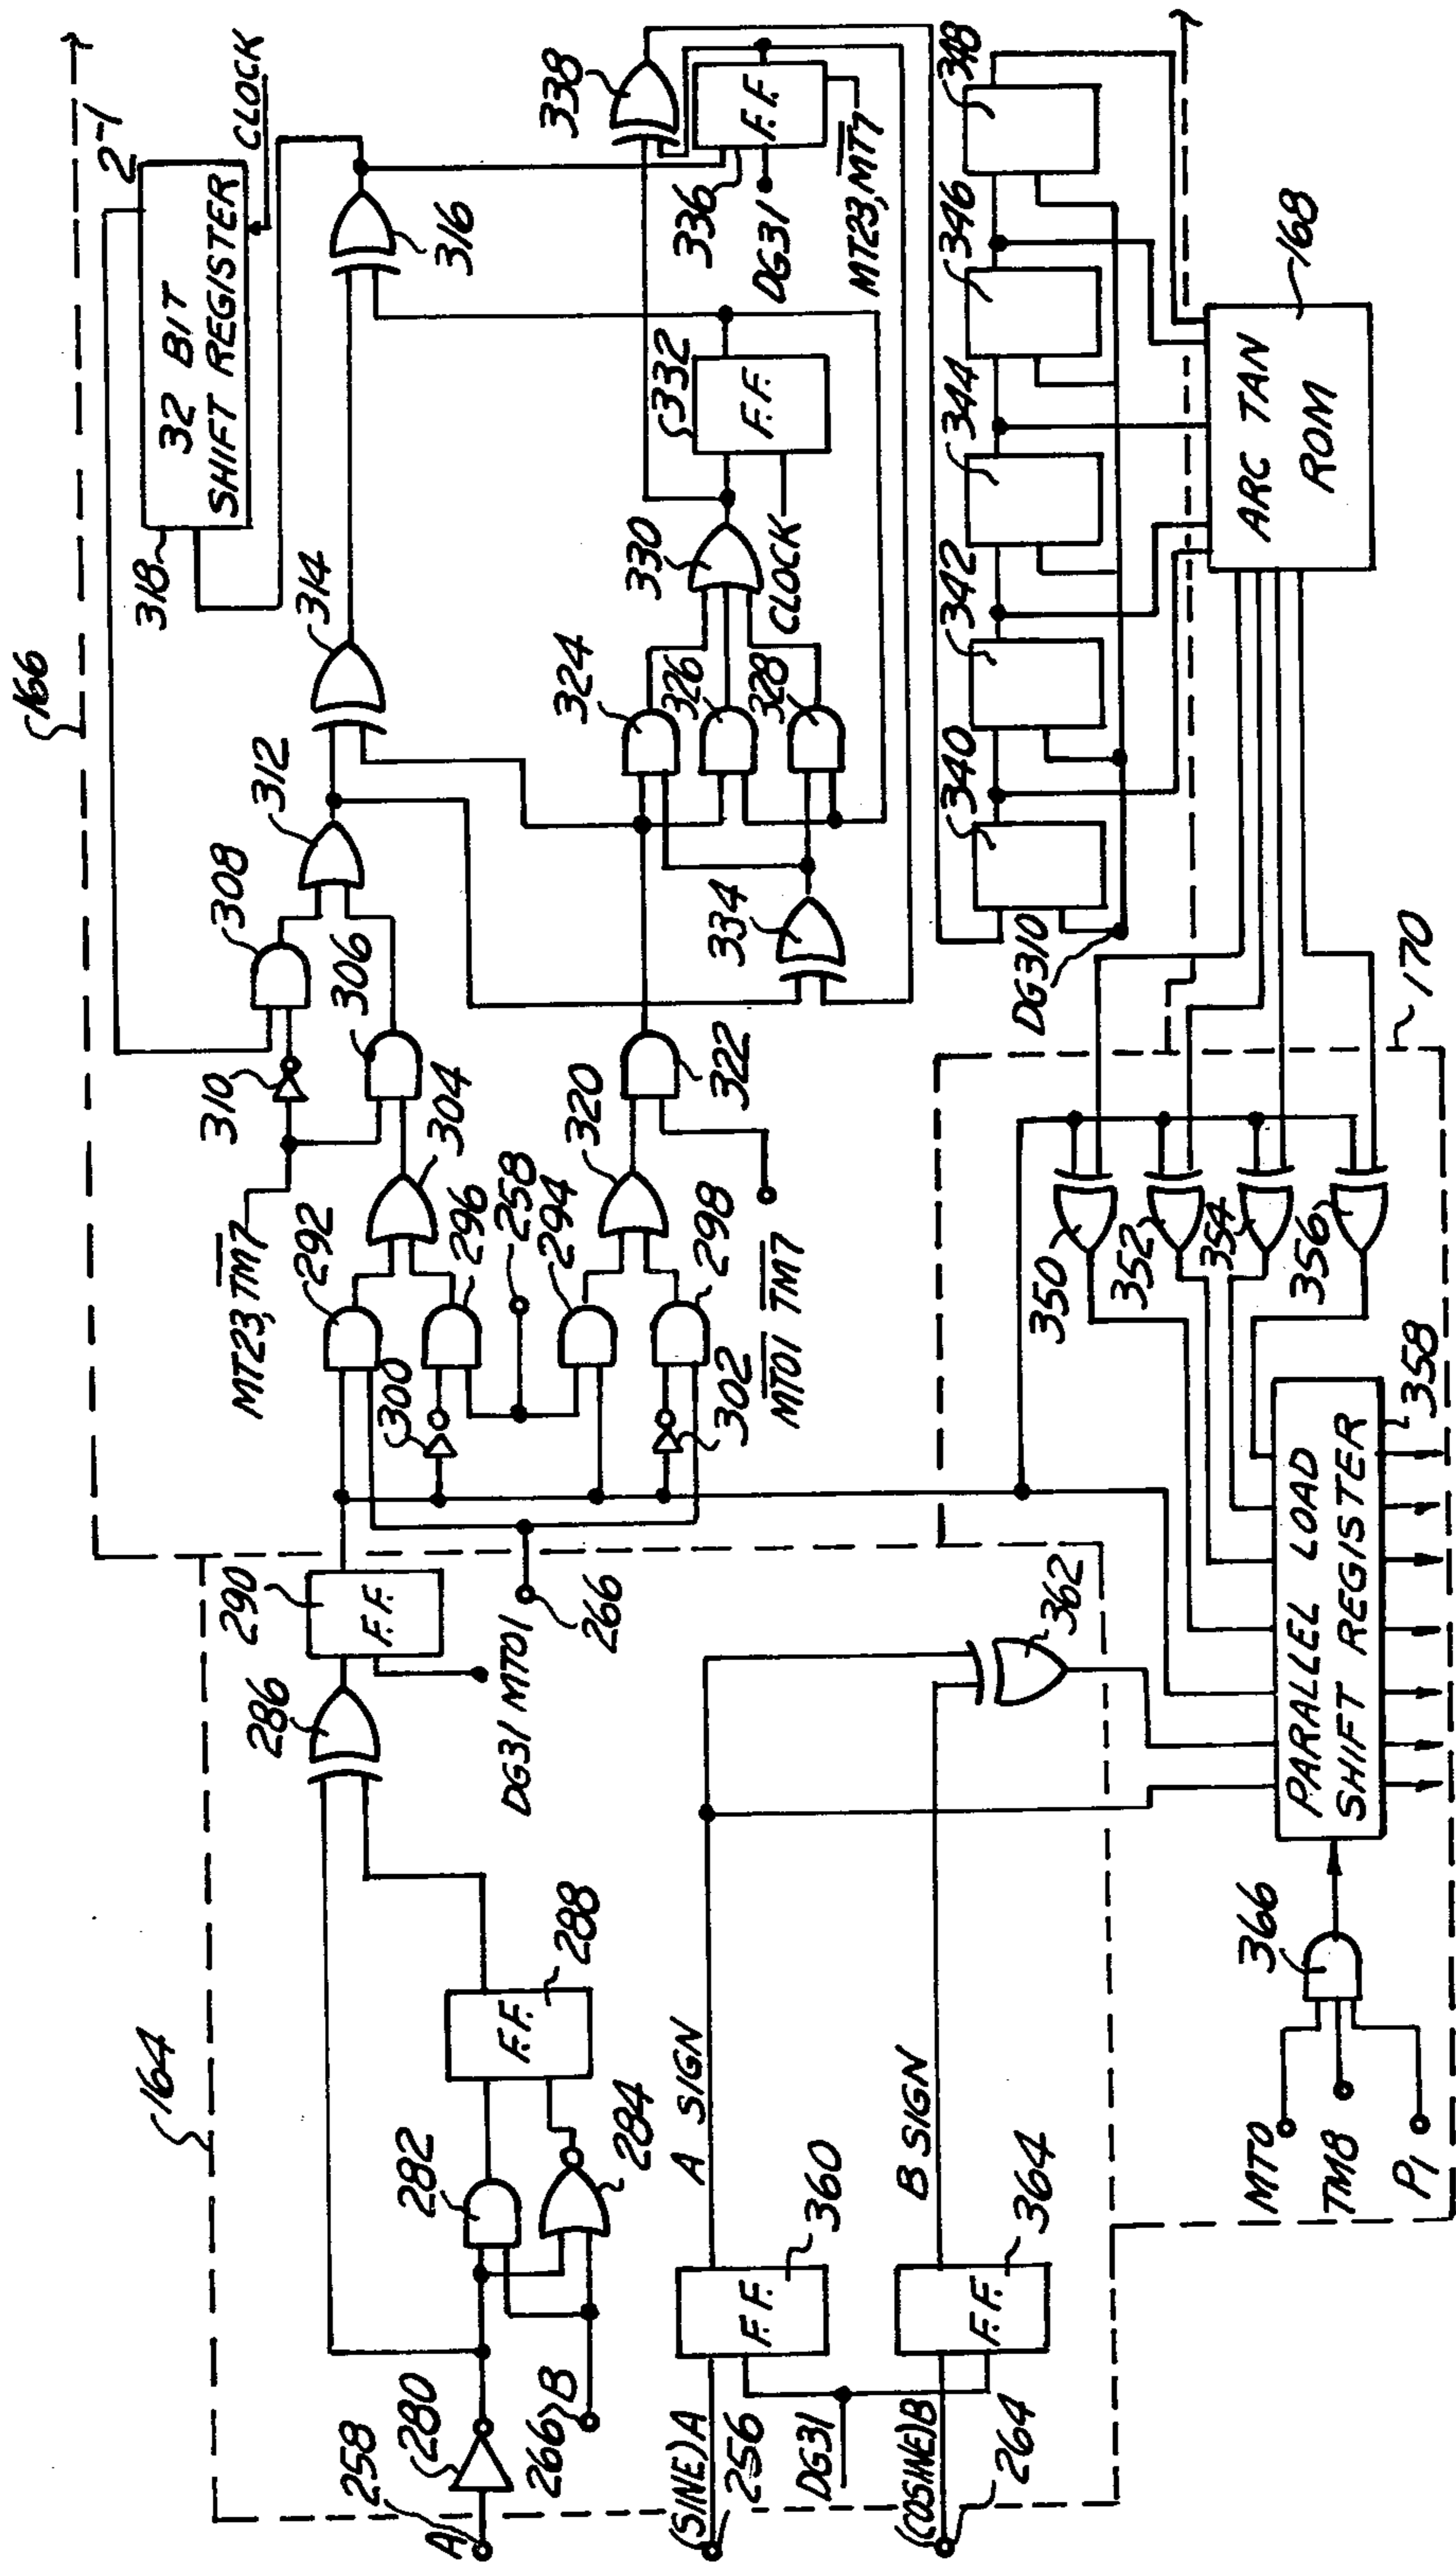 166
2-1
32 BIT
SHIFT REGISTER
CLOCK
318
316
338
F.F.
336
DG31
MT23,MT7
314
312
308
310
306
304
MT23,TM7
332
F.F.
330
CLOCK
324
326
328
334
322
320
292
296
258
294
298
300
302
MT01 TM7
348
346
344
342
340
DG310
168
ARC TAN
ROM
170
350
352
354
356
164
290
F.F.
286
DG31 MT01
266
288
F.F.
282
284
280
258
A
266
B
A SIGN
B SIGN
360
F.F.
364
F.F.
362
(SINE)A
256
DG31
(COSINE)B
264
358
PARALLEL LOAD
SHIFT REGISTER
366
MT0
TM8
P1